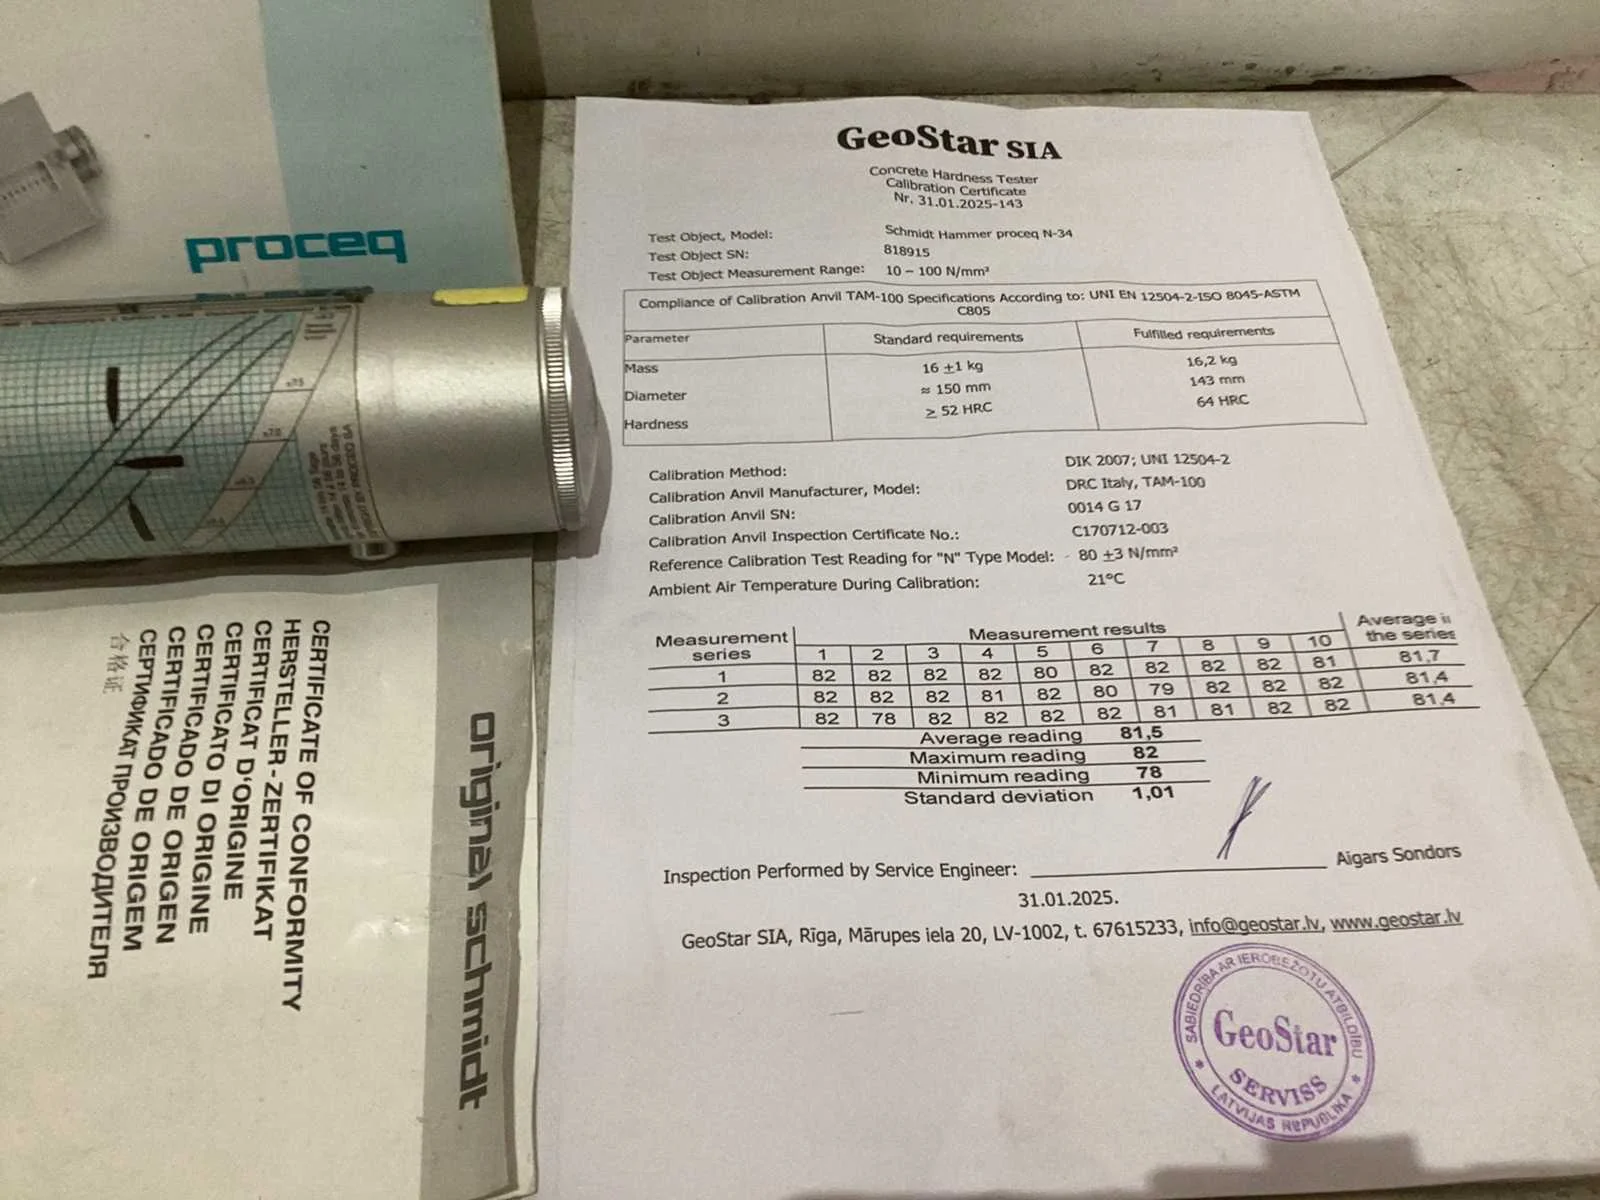 proceq
GeoStar SIA
Concrete Hardness Tester
Calibration Certificate
Nr. 31.01.2025-143
Test Object, Model: Schmidt Hammer proceq N-34
Test Object SN: 818915
Test Object Measurement Range: 10 – 100 N/mm²
Compliance of Calibration Anvil TAM-100 Specifications According to: UNI EN 12504-2-ISO 8045-ASTM
C805
Parameter Standard requirements Fulfilled requirements
Mass 16 ±1 kg 16,2 kg
Diameter ≈ 150 mm 143 mm
Hardness ≥ 52 HRC 64 HRC
Calibration Method: DIK 2007; UNI 12504-2
Calibration Anvil Manufacturer, Model: DRC Italy, TAM-100
Calibration Anvil SN: 0014 G 17
Calibration Anvil Inspection Certificate No.: C170712-003
Reference Calibration Test Reading for "N" Type Model: - 80 ±3 N/mm²
Ambient Air Temperature During Calibration: 21°C
Measurement series Measurement results Average in the series
1 2 3 4 5 6 7 8 9 10
1 82 82 82 82 80 82 82 82 82 81 81,7
2 82 82 82 81 82 80 79 82 82 82 81,4
3 82 78 82 82 82 82 81 81 82 82 81,4
Average reading 81,5
Maximum reading 82
Minimum reading 78
Standard deviation 1,01
Inspection Performed by Service Engineer: Aigars Sondors
31.01.2025.
GeoStar SIA, Rīga, Mārupes iela 20, LV-1002, t. 67615233, info@geostar.lv, www.geostar.lv
SABIEDRĪBA AR IEROBEŽOTU ATBILDĪBU
GeoStar
SERVISS
* LATVIJAS REPUBLIKA *
CERTIFICATE OF CONFORMITY
HERSTELLER-ZERTIFIKAT
CERTIFICAT D'ORIGINE
CERTIFICATO DI ORIGINE
CERTIFICADO DE ORIGEN
CERTIFICADO DE ORIGEM
СЕРТИФИКАТ ПРОИЗВОДИТЕЛЯ
合格证
original schmidt